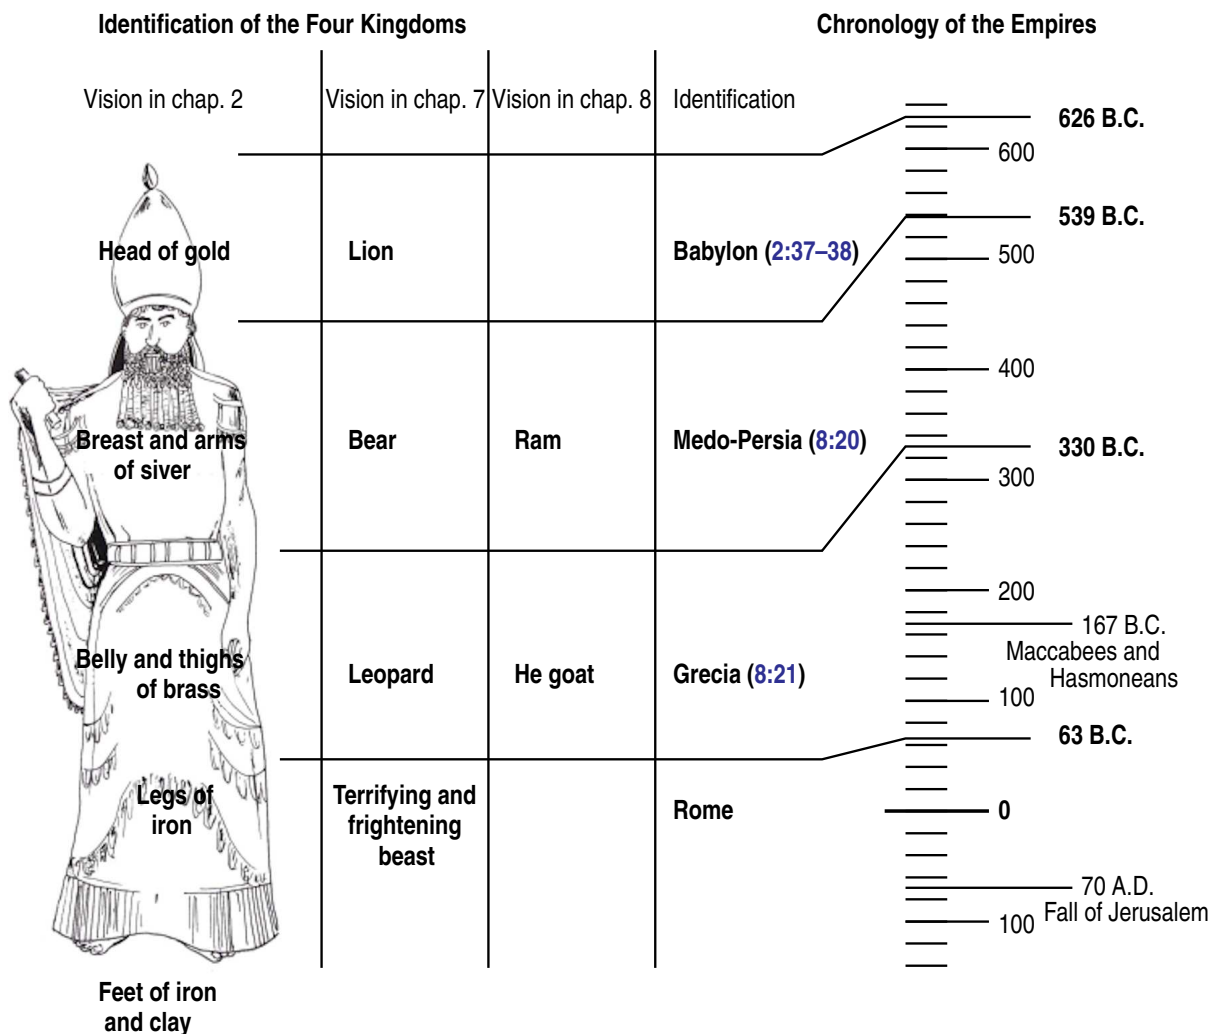 Identification of the Four Kingdoms
Chronology of the Empires
Vision in chap. 2
Vision in chap. 7
Vision in chap. 8
Identification
626 B.C.
600
539 B.C.
Head of gold
Lion
Babylon (2:37–38)
500
400
Breast and arms
of siver
Bear
Ram
Medo-Persia (8:20)
330 B.C.
300
200
167 B.C.
Maccabees and
Hasmoneans
Belly and thighs
of brass
Leopard
He goat
Grecia (8:21)
100
63 B.C.
Legs of
iron
Terrifying and
frightening
beast
Rome
0
70 A.D.
Fall of Jerusalem
100
Feet of iron
and clay